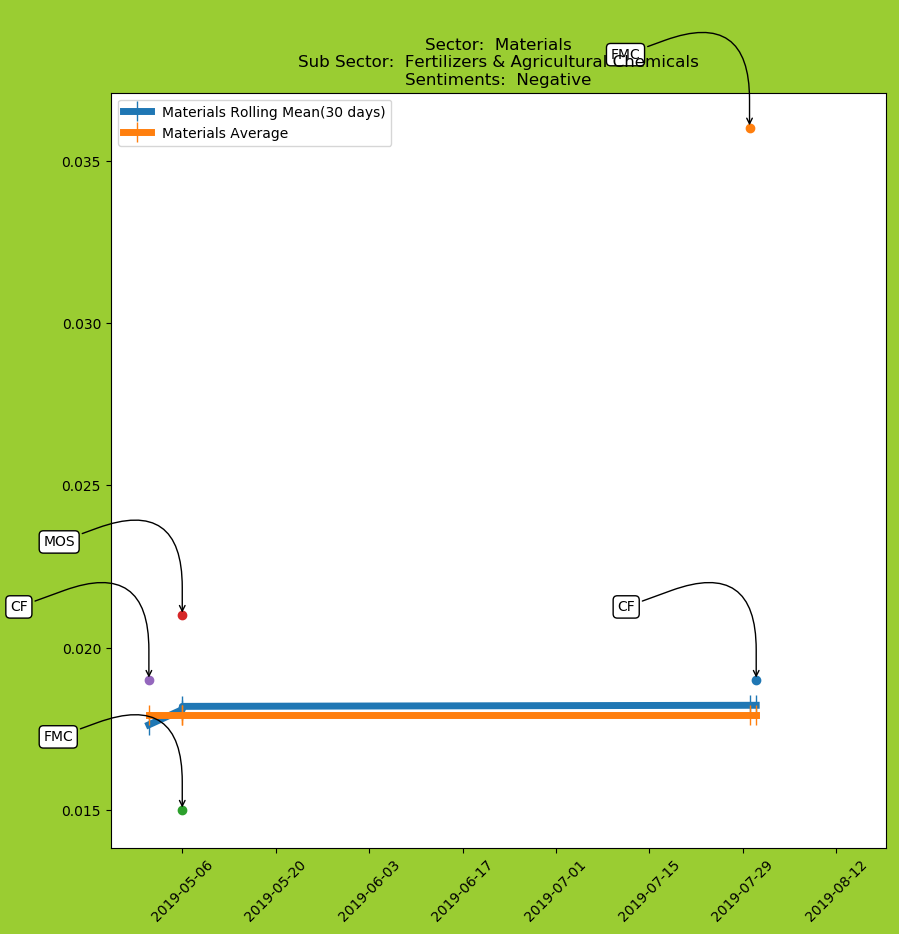 Sector:  Materials
Sub Sector:  Fertilizers & Agricultural Chemicals
Sentiments:  Negative
FMC
Materials Rolling Mean(30 days)
Materials Average
0.035
0.030
0.025
MOS
CF
CF
0.020
FMC
0.015
2019-05-06
2019-05-20
2019-06-03
2019-06-17
2019-07-01
2019-07-15
2019-07-29
2019-08-12